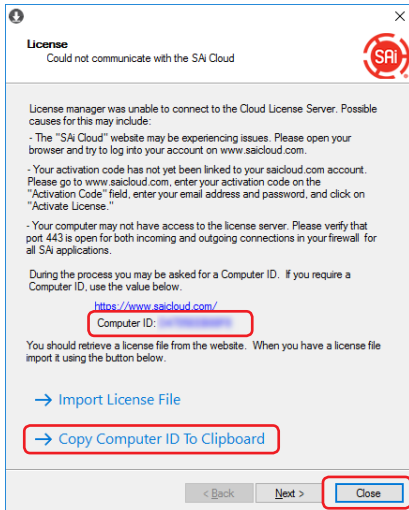 License
Could not communicate with the SAi Cloud
SAi
License manager was unable to connect to the Cloud License Server. Possible
causes for this may include:
- The "SAi Cloud" website may be experiencing issues. Please open your
browser and try to log into your account on www.saicloud.com.
- Your activation code has not yet been linked to your saicloud.com account.
Please go to www.saicloud.com, enter your activation code on the
"Activation Code" field, enter your email address and password, and click on
"Activate License."
- Your computer may not have access to the license server. Please verify that
port 443 is open for both incoming and outgoing connections in your firewall for
all SAi applications.
During the process you may be asked for a Computer ID. If you require a
Computer ID, use the value below.
https://www.saicloud.com/
Computer ID:
You should retrieve a license file from the website. When you have a license file
import it using the button below.
→ Import License File
→ Copy Computer ID To Clipboard
< Back Next > Close